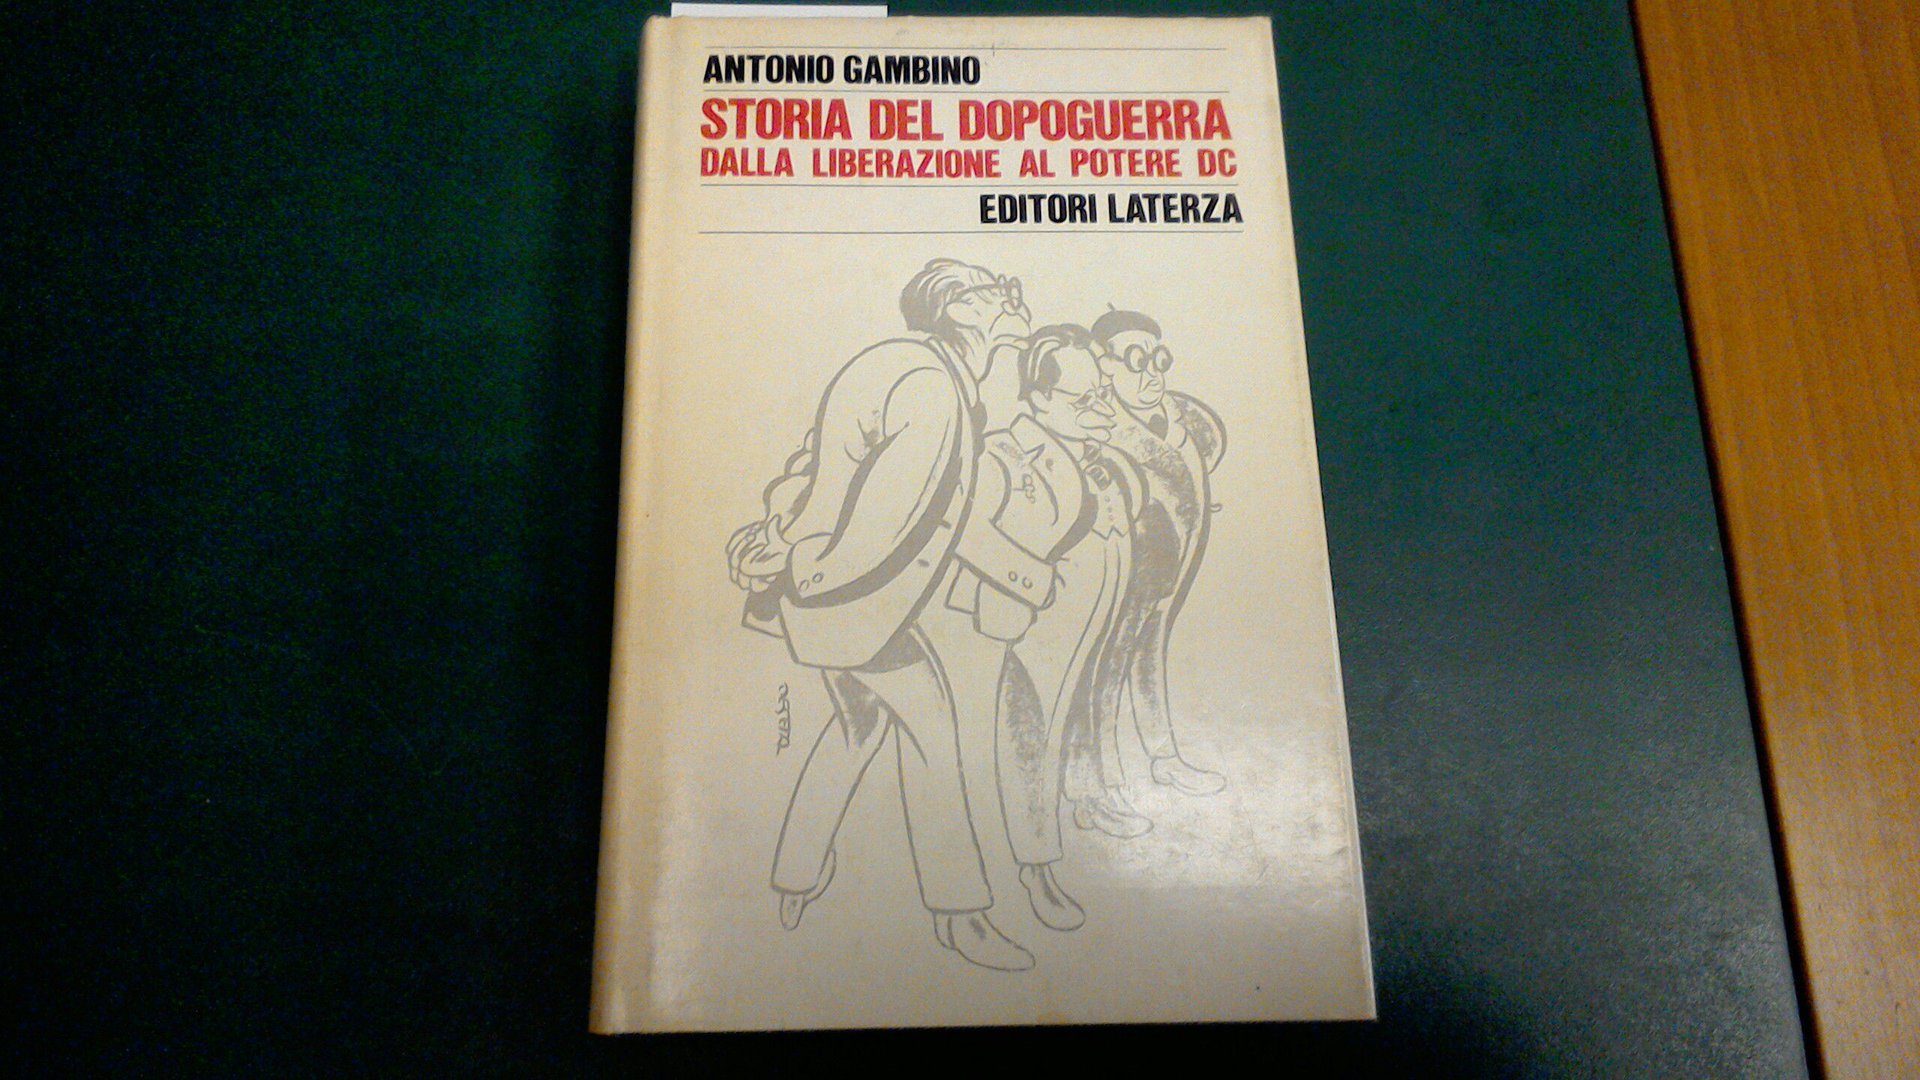 ANTONIO GAMBINO
STORIA DEL DOPOGUERRA
DALLA LIBERAZIONE AL POTERE DC
EDITORI LATERZA